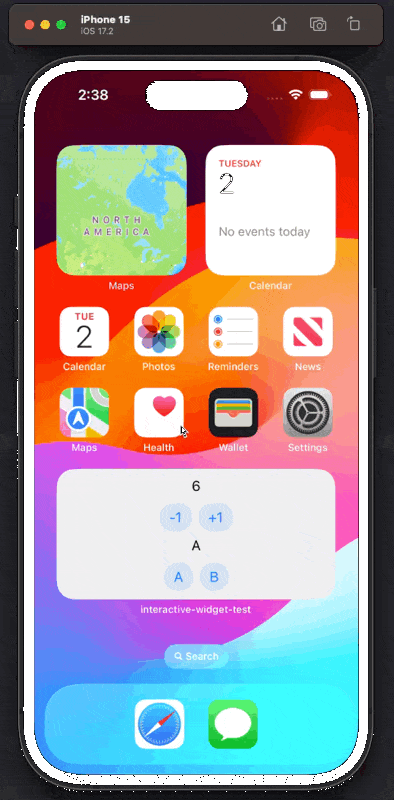 iPhone 15
iOS 17.2
2:38
NORTH
AMERICA
TUESDAY
2
No events today
Maps
Calendar
TUE
2
Calendar
Photos
Reminders
News
Maps
Health
Wallet
Settings
6
-1
+1
A
A
B
interactive-widget-test
Search